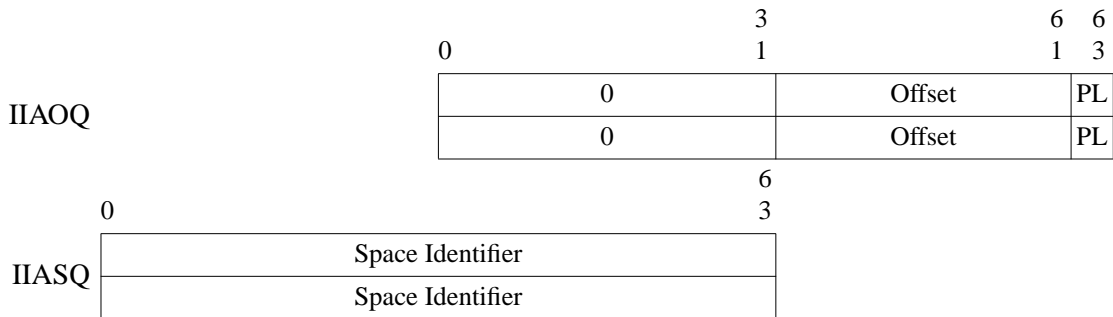 3 6 6
0 1 1 3
0 Offset PL
IIAOQ
0 Offset PL
6
0 3
Space Identifier
IIASQ
Space Identifier